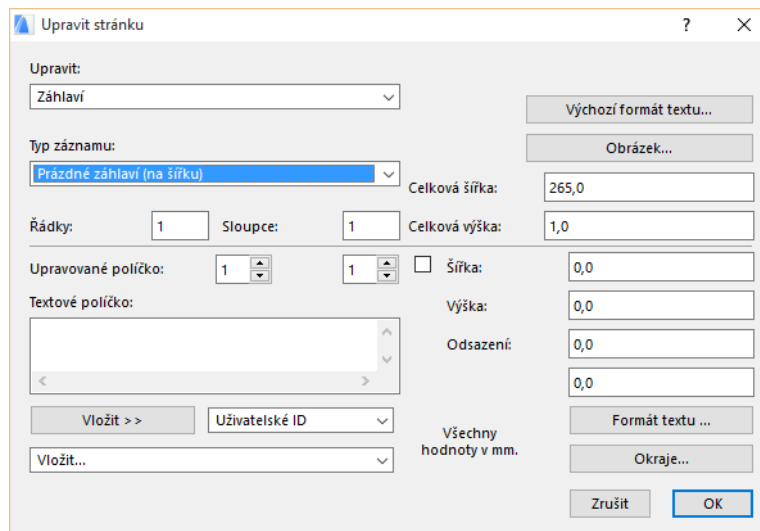 Upravit stránku
?
Upravit:
Záhlaví
Výchozí formát textu...
Typ záznamu:
Obrázek...
Prázdné záhlaví (na šířku)
Celková šířka: 265,0
Řádky: 1 Sloupce: 1 Celková výška: 1,0
Upravované políčko: 1 1 Šířka: 0,0
Textové políčko:
Výška: 0,0
Odsazení: 0,0
0,0
Vložit >> Uživatelské ID
Všechny
hodnoty v mm.
Formát textu ...
Vložit...
Okraje...
Zrušit OK